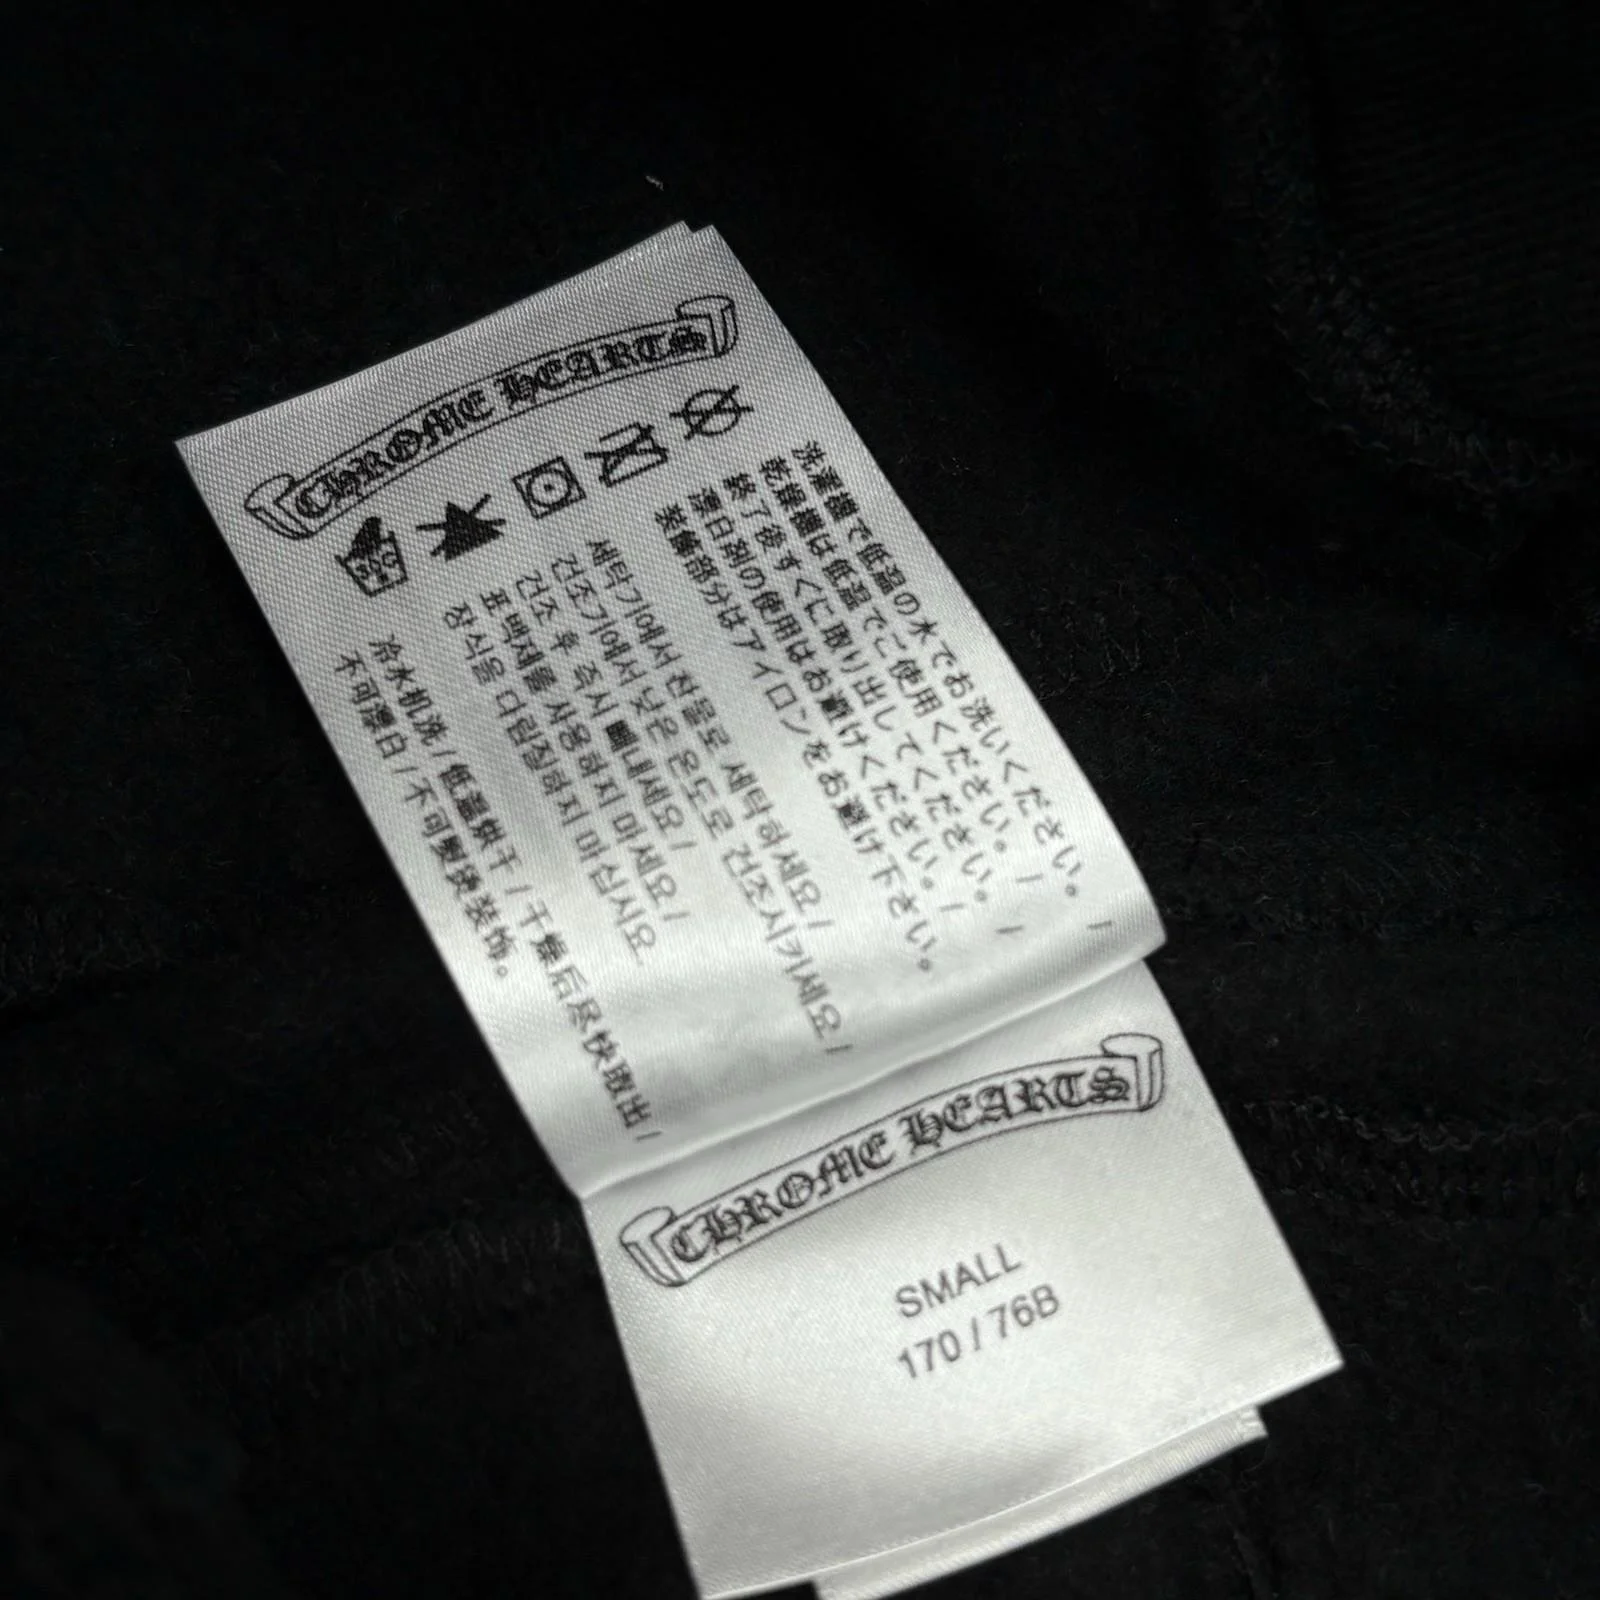 CHROME HEARTS
洗濯機で低温の水でお洗いください。 /
乾燥機は低温でご使用ください。 /
終了後すぐに取り出してください。 /
漂白剤の使用はお避けください。 /
装飾部分はアイロンをお避け下さい。
세탁기에서 찬물로 세탁하세요 /
건조기에서 낮은 온도로 건조시키세요 /
건조 후 즉시 빼내세요 /
표백제를 사용하지 마세요 /
장식을 다림질하지 마십시요
冷水机洗 / 低温烘干 / 干燥后尽快取出 /
不可漂白 / 不可熨烫装饰。
CHROME HEARTS
SMALL
170 / 76B